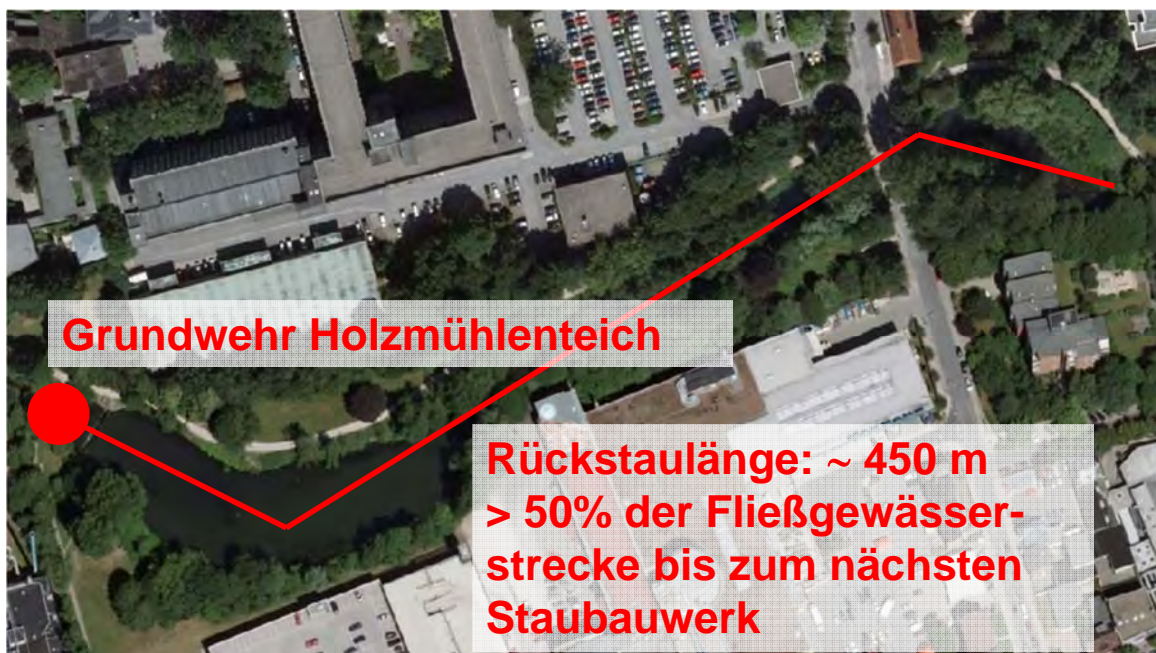 Grundwehr Holzmühlenteich
Rückstaulänge: ~ 450 m
> 50% der Fließgewässer-
strecke bis zum nächsten
Staubauwerk